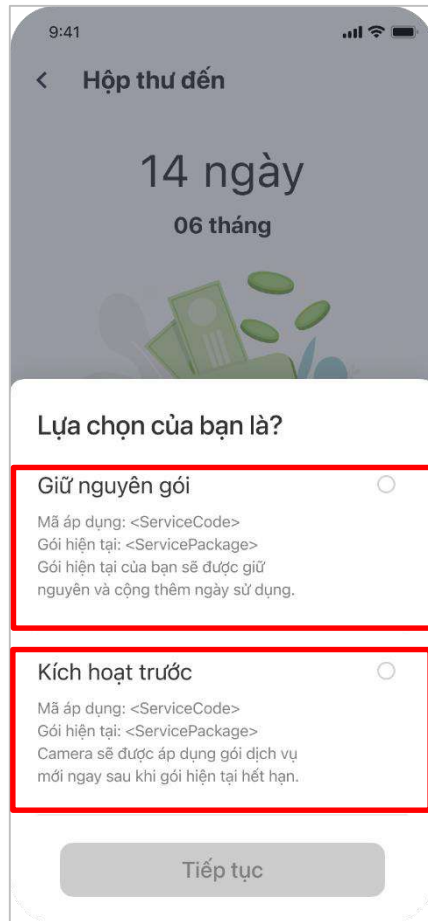 9:41
Hộp thư đến
14 ngày
06 tháng
Lựa chọn của bạn là?
Giữ nguyên gói
Mã áp dụng: <ServiceCode>
Gói hiện tại: <ServicePackage>
Gói hiện tại của bạn sẽ được giữ
nguyên và cộng thêm ngày sử dụng.
Kích hoạt trước
Mã áp dụng: <ServiceCode>
Gói hiện tại: <ServicePackage>
Camera sẽ được áp dụng gói dịch vụ
mới ngay sau khi gói hiện tại hết hạn.
Tiếp tục